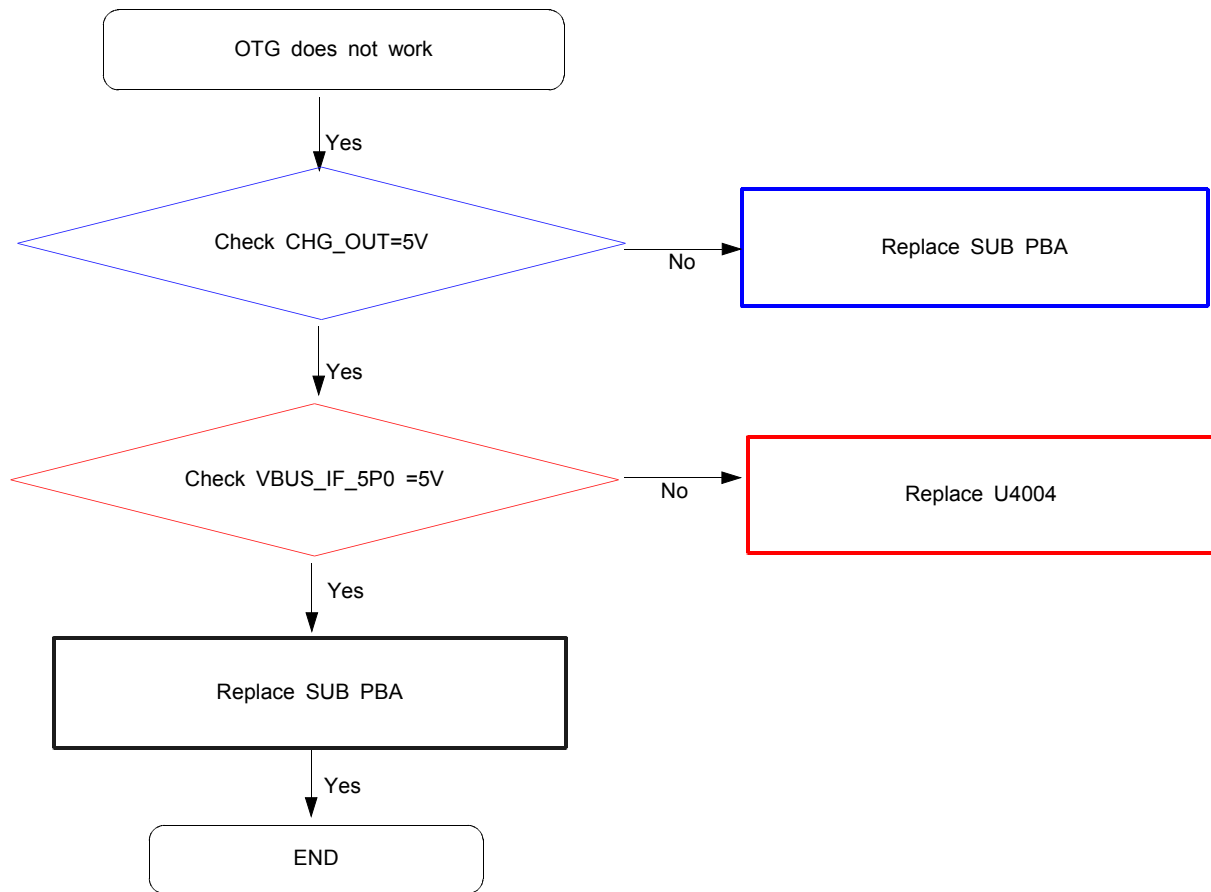 OTG does not work
Yes
Check CHG_OUT=5V
No
Replace SUB PBA
Yes
Check VBUS_IF_5P0 =5V
No
Replace U4004
Yes
Replace SUB PBA
Yes
END